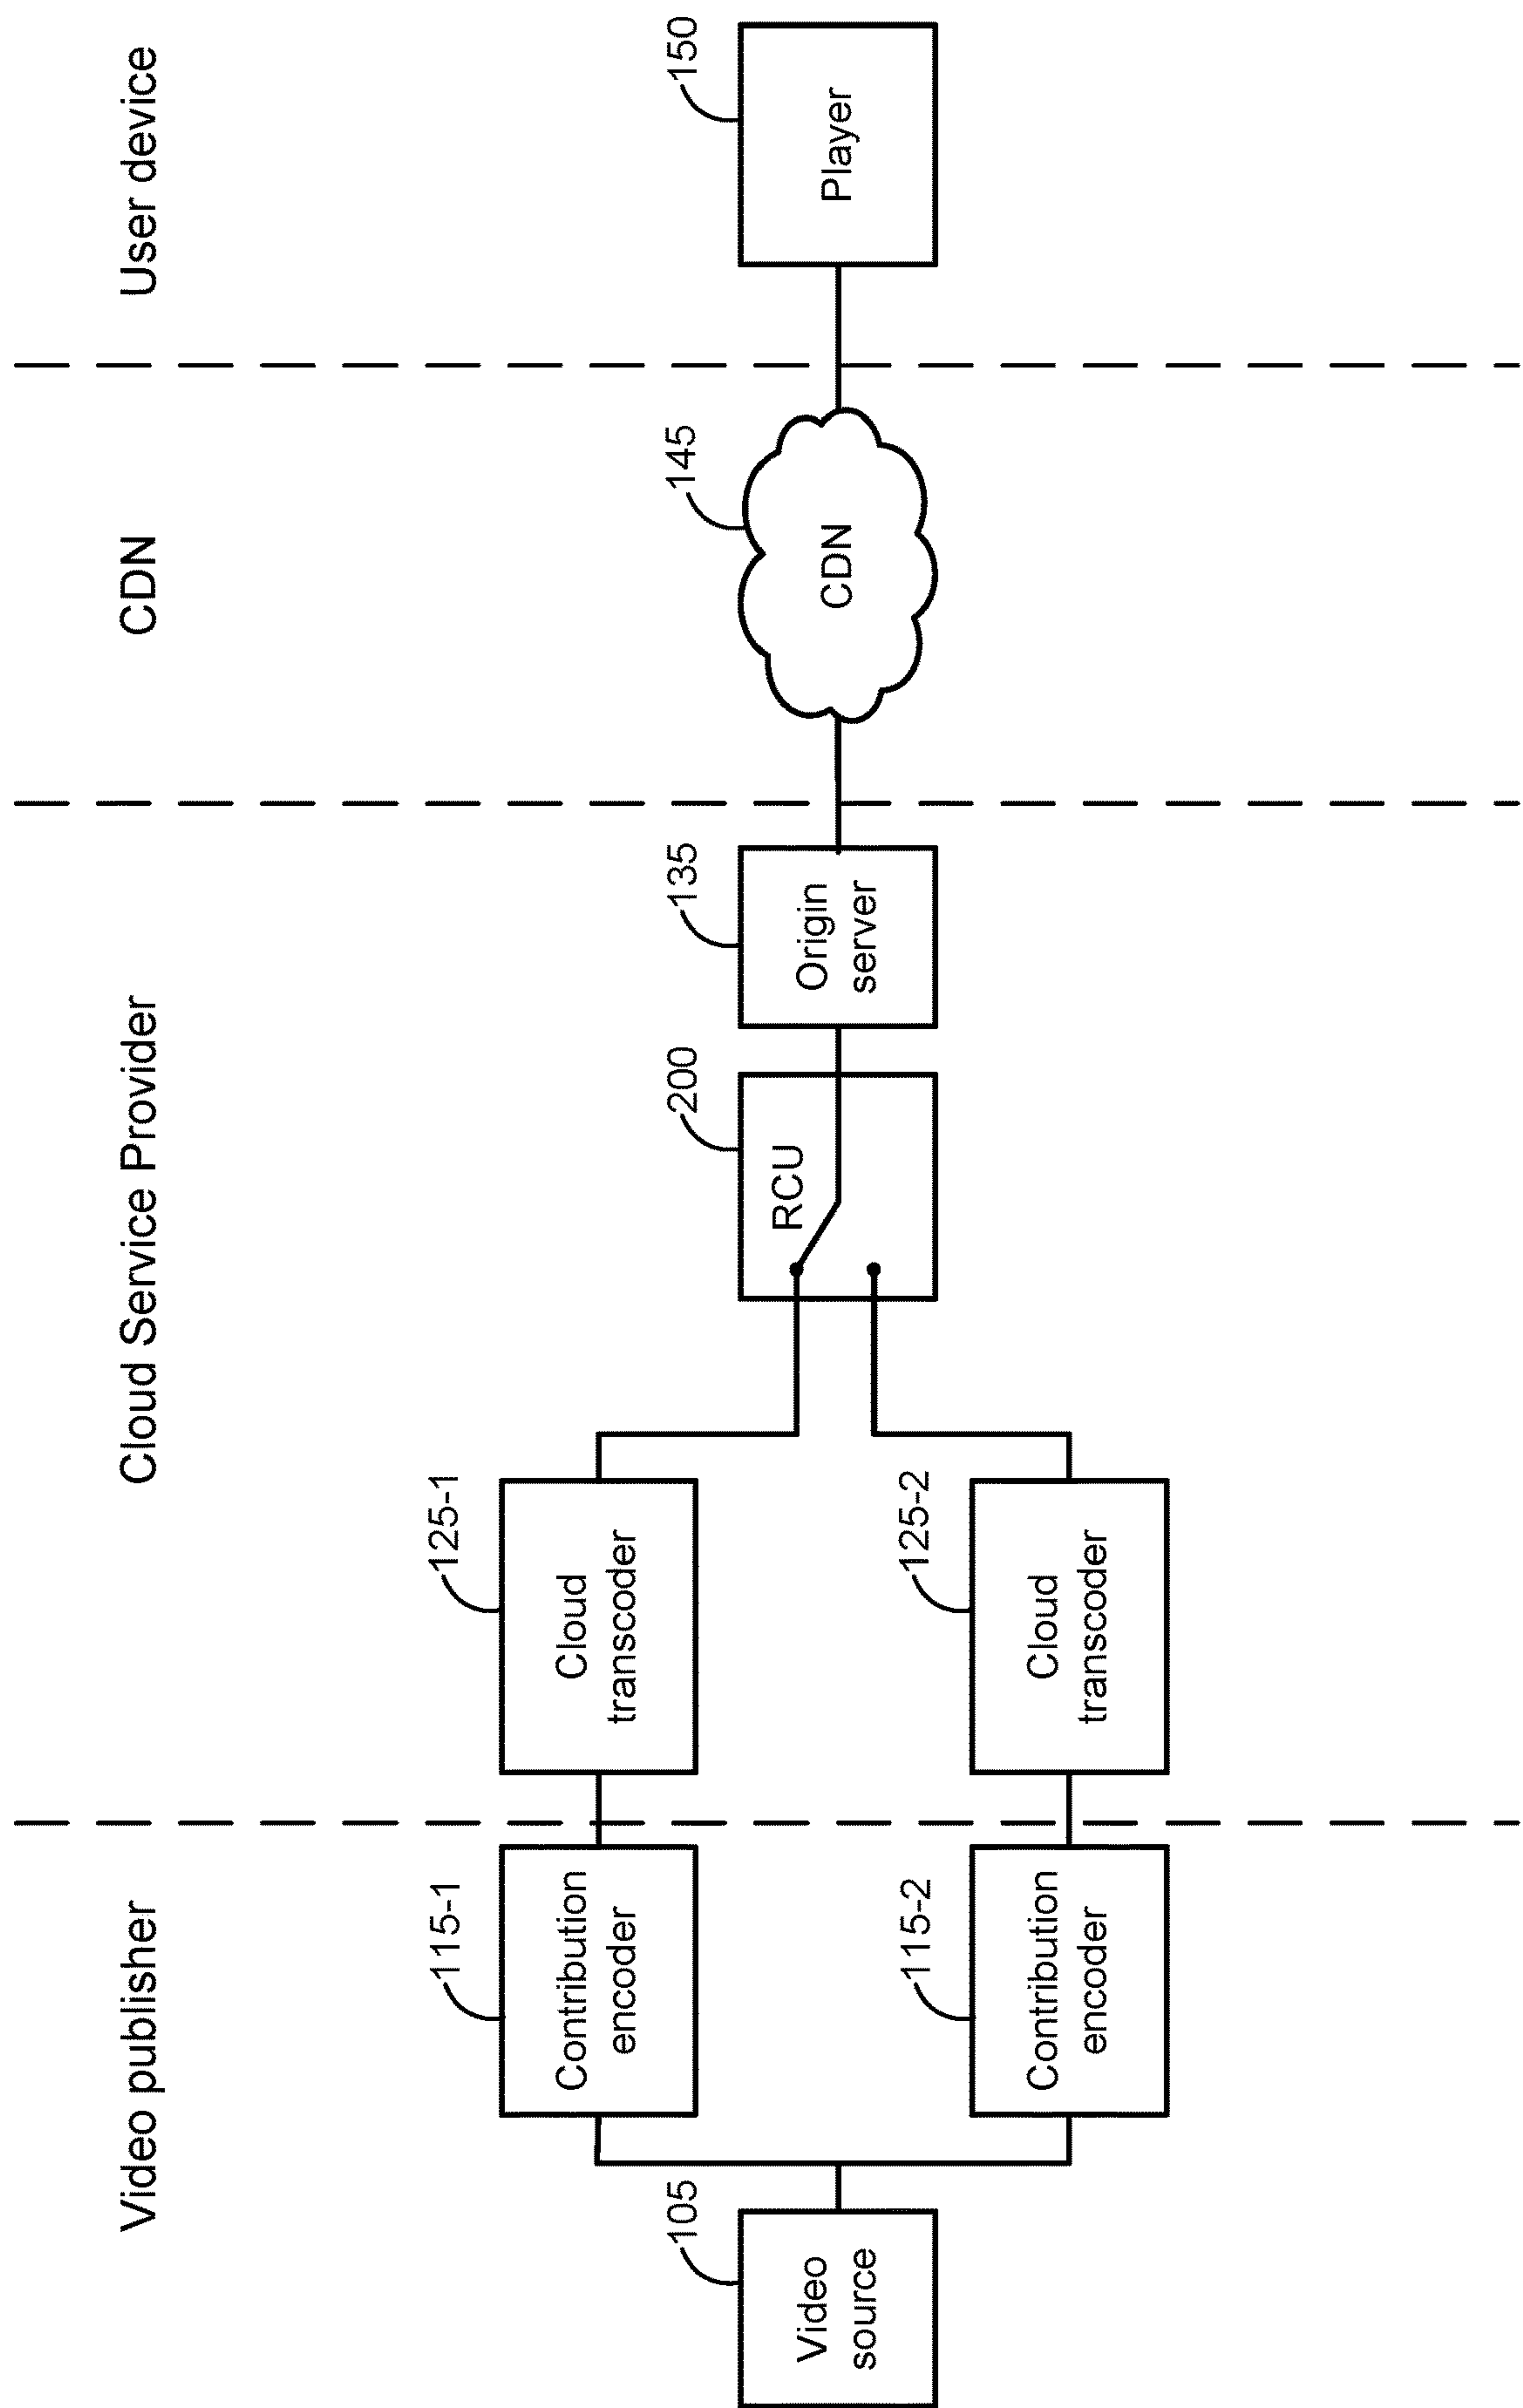 Video publisher
Cloud Service Provider
CDN
User device
105
Video
source
115-1
Contribution
encoder
115-2
Contribution
encoder
125-1
Cloud
transcoder
125-2
Cloud
transcoder
200
RCU
135
Origin
server
145
CDN
150
Player